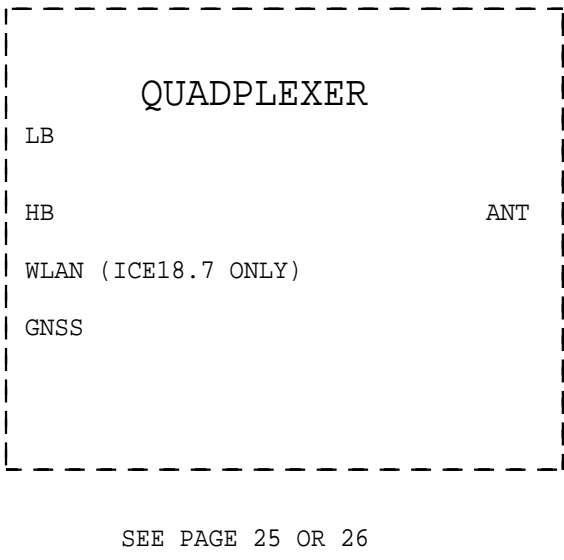 QUADPLEXER
LB
HB ANT
WLAN (ICE18.7 ONLY)
GNSS
SEE PAGE 25 OR 26